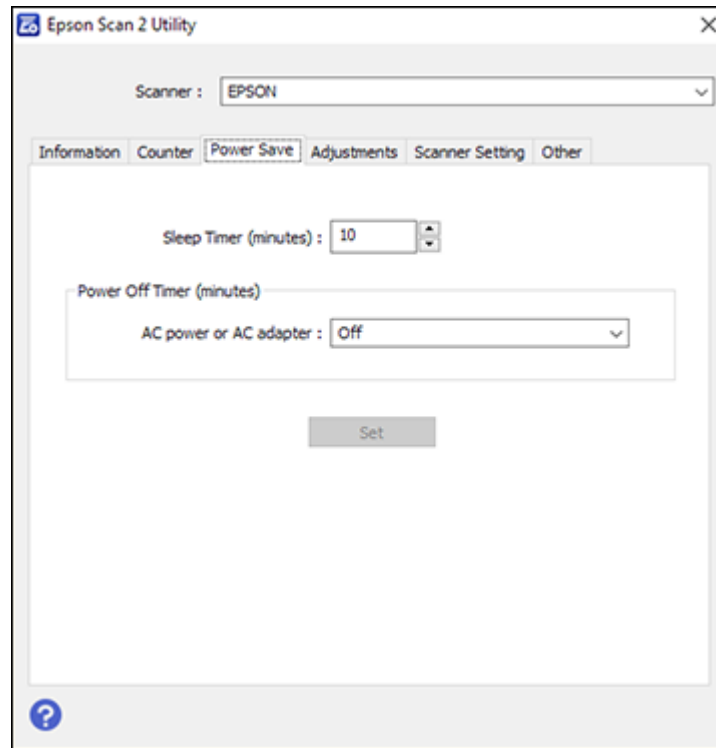 Epson Scan 2 Utility
Scanner : EPSON
Information Counter Power Save Adjustments Scanner Setting Other
Sleep Timer (minutes) : 10
Power Off Timer (minutes)
AC power or AC adapter : Off
Set
?